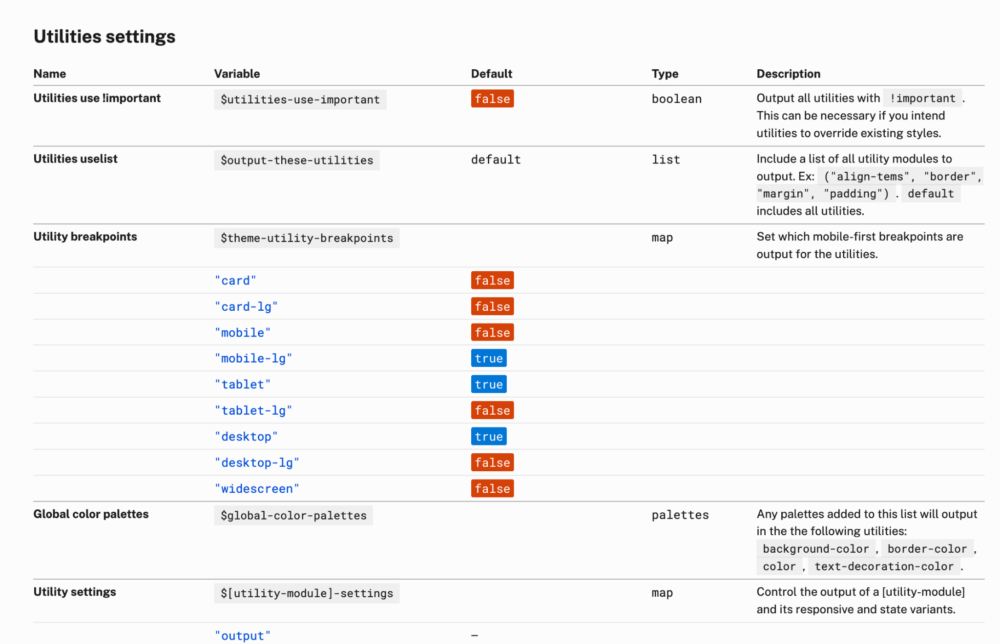 Utilities settings
Name Variable Default Type Description
Utilities use !important $utilities-use-important false boolean Output all utilities with !important .
This can be necessary if you intend
utilities to override existing styles.
Utilities uselist $output-these-utilities default list Include a list of all utility modules to
output. Ex: ("align-tems", "border",
"margin", "padding") . default
includes all utilities.
Utility breakpoints $theme-utility-breakpoints map Set which mobile-first breakpoints are
output for the utilities.
"card" false
"card-lg" false
"mobile" false
"mobile-lg" true
"tablet" true
"tablet-lg" false
"desktop" true
"desktop-lg" false
"widescreen" false
Global color palettes $global-color-palettes palettes Any palettes added to this list will output
in the the following utilities:
background-color , border-color ,
color , text-decoration-color .
Utility settings $[utility-module]-settings map Control the output of a [utility-module]
and its responsive and state variants.
"output" –